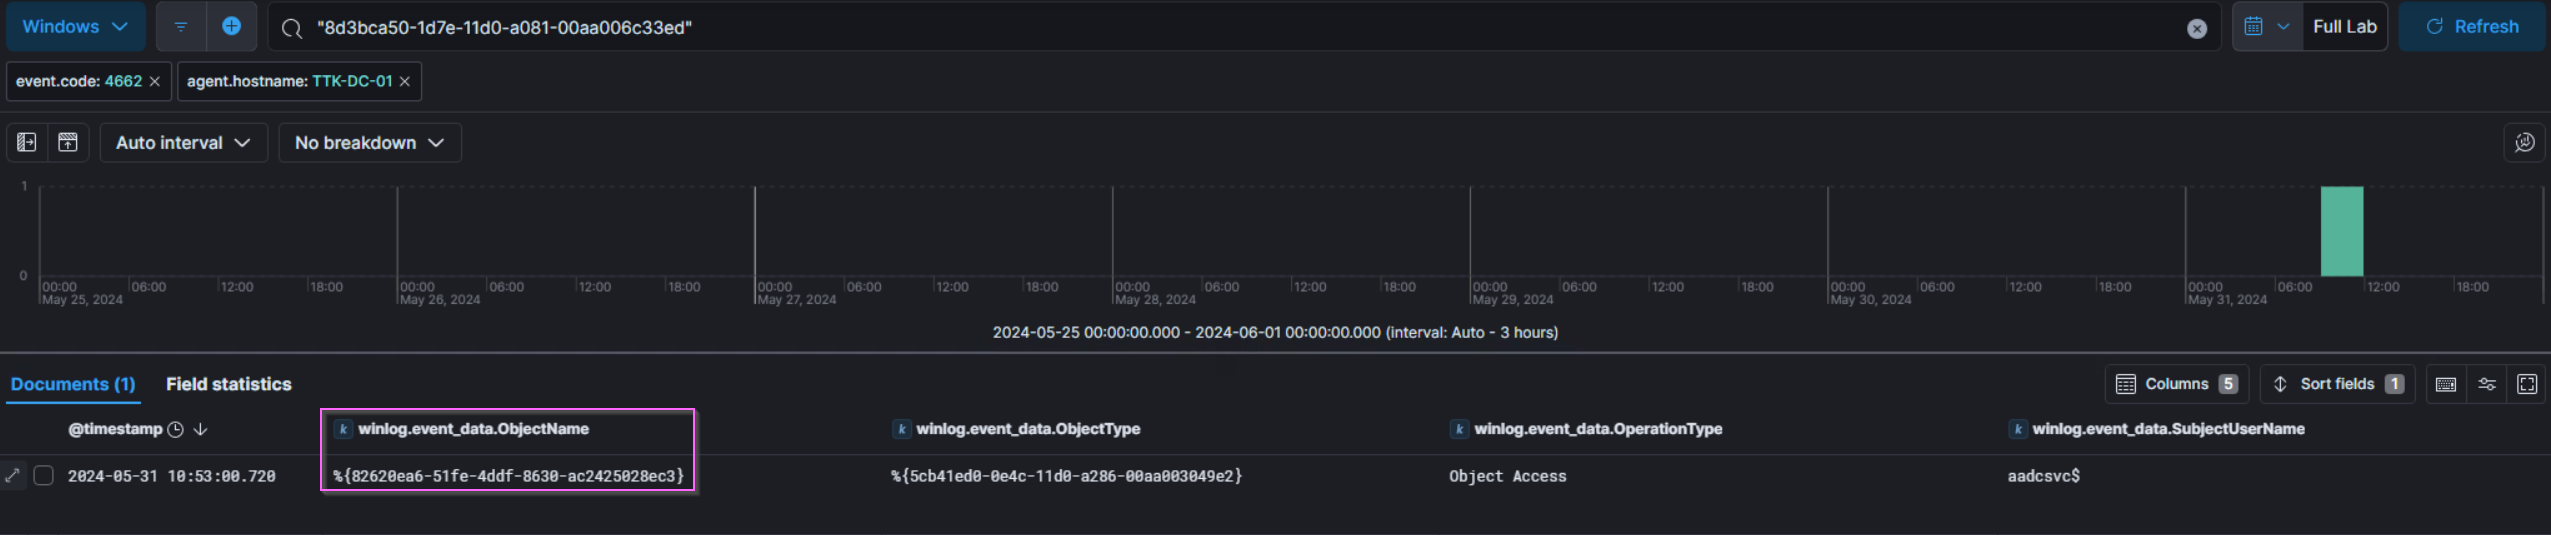 Windows
"8d3bca50-1d7e-11d0-a081-00aa006c33ed"
Full Lab
Refresh
event.code: 4662 ×
agent.hostname: TTK-DC-01 ×
Auto interval
No breakdown
1
0
00:00 06:00 12:00 18:00 00:00 06:00 12:00 18:00 00:00 06:00 12:00 18:00 00:00 06:00 12:00 18:00 00:00 06:00 12:00 18:00 00:00 06:00 12:00 18:00 00:00 06:00 12:00 18:00
May 25, 2024 May 26, 2024 May 27, 2024 May 28, 2024 May 29, 2024 May 30, 2024 May 31, 2024
2024-05-25 00:00:00.000 - 2024-06-01 00:00:00.000 (interval: Auto - 3 hours)
Documents (1) Field statistics
Columns 5
Sort fields 1
@timestamp
k winlog.event_data.ObjectName
k winlog.event_data.ObjectType
k winlog.event_data.OperationType
k winlog.event_data.SubjectUserName
2024-05-31 10:53:00.720
%{82620ea6-51fe-4ddf-8630-ac2425028ec3}
%{5cb41ed0-0e4c-11d0-a286-00aa003049e2}
Object Access
aadcsvc$